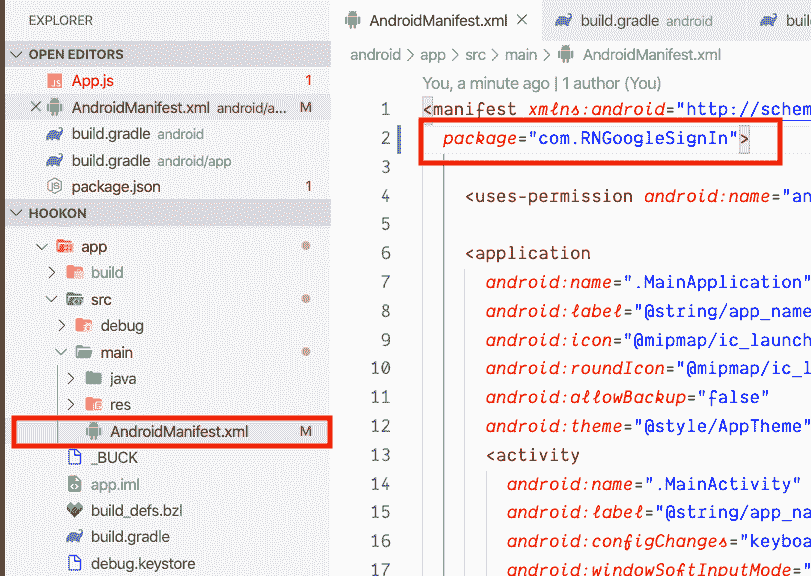 EXPLORER
OPEN EDITORS
App.js 1
AndroidManifest.xml android/a... M
build.gradle android
build.gradle android/app
package.json 1
HOOKON
app
build
src
debug
main
java
res
AndroidManifest.xml M
_BUCK
app.iml
build_defs.bzl
build.gradle
debug.keystore
AndroidManifest.xml build.gradle android
android > app > src > main > AndroidManifest.xml
You, a minute ago | 1 author (You)
1 <manifest xmlns:android="http://schem
2 package="com.RNGoogleSignIn">
3
4 <uses-permission android:name="an
5
6 <application
7 android:name=".MainApplication"
8 android:label="@string/app_name
9 android:icon="@mipmap/ic_launch
10 android:roundIcon="@mipmap/ic_l
11 android:allowBackup="false"
12 android:theme="@style/AppTheme"
13 <activity
14 android:name=".MainActivity"
15 android:label="@string/app_na
16 android:configChanges="keyboa
17 android:windowSoftInputMode="